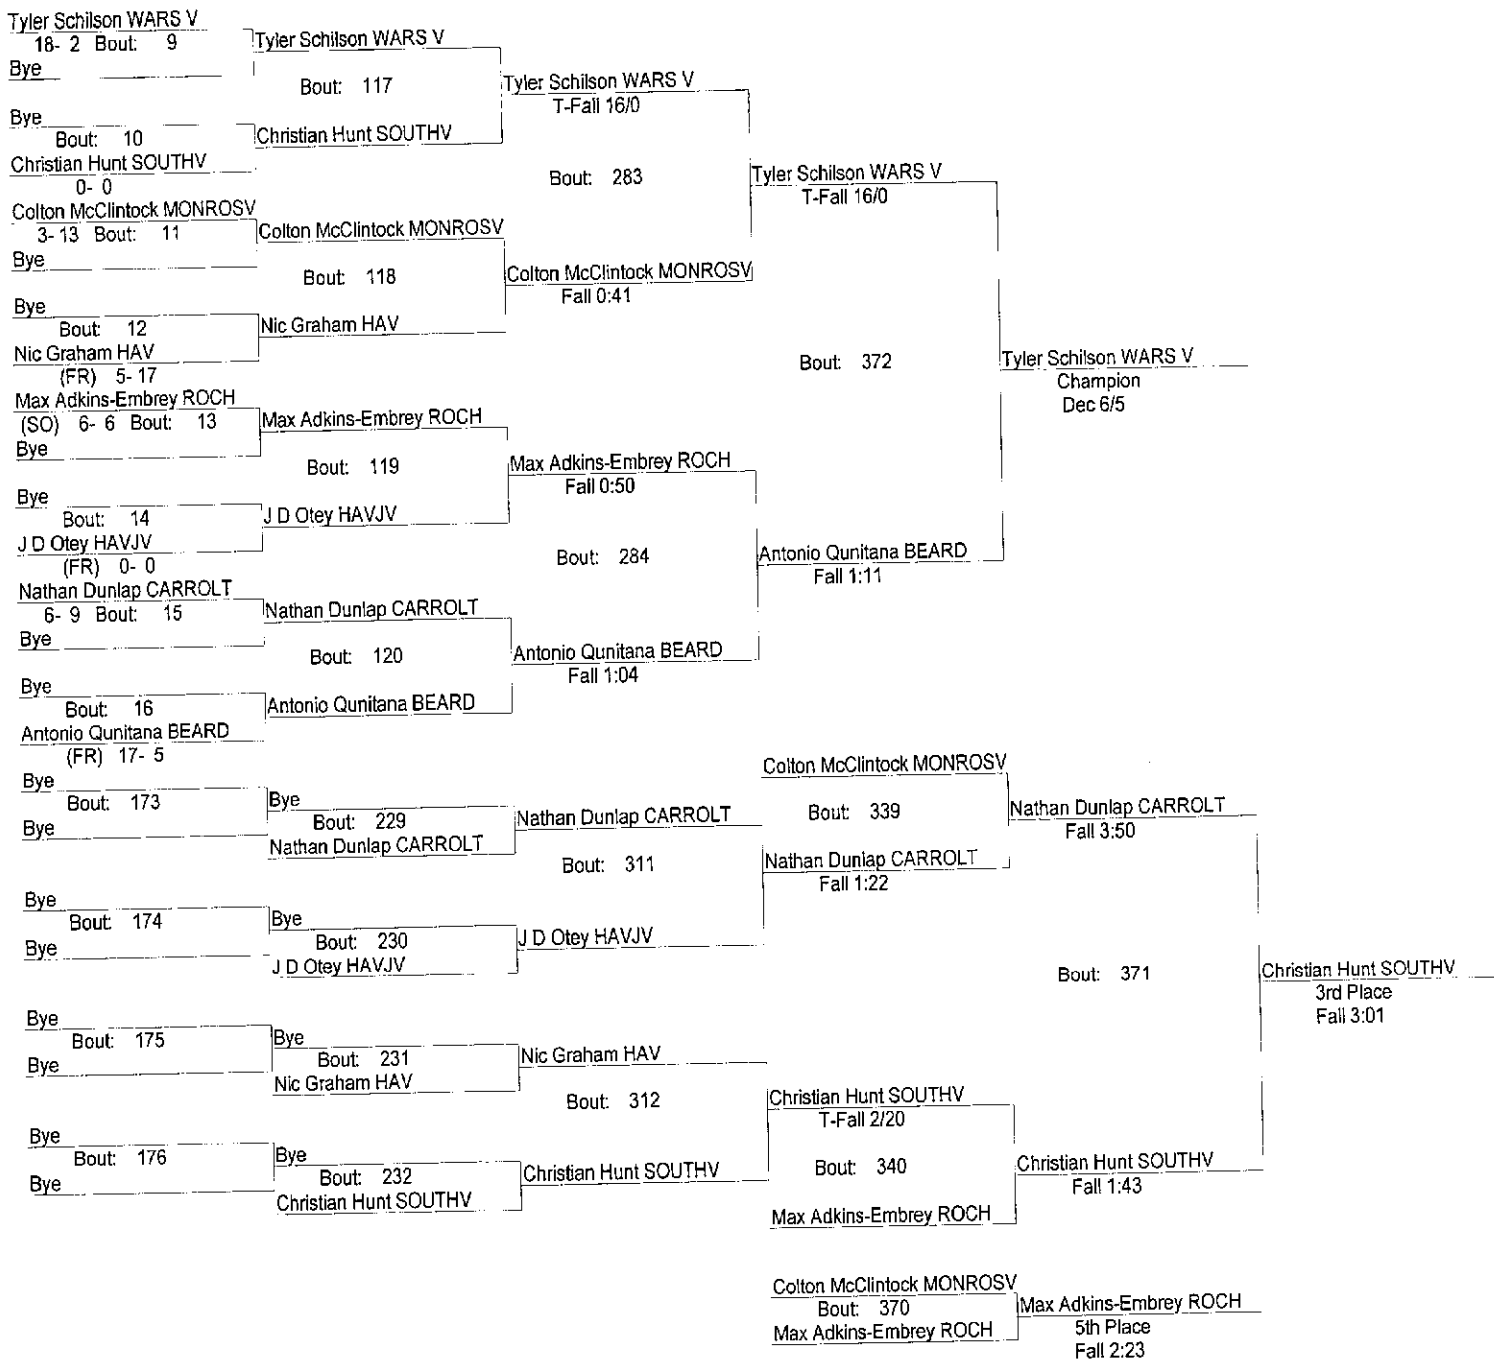 Tyler Schilson WARS V
18- 2 Bout: 9
Bye
Tyler Schilson WARS V
Bout: 117
Bye
Bout: 10
Christian Hunt SOUTHV
0- 0
Christian Hunt SOUTHV
Tyler Schilson WARS V
T-Fall 16/0
Bout: 283
Colton McClintock MONROSV
3- 13 Bout: 11
Bye
Colton McClintock MONROSV
Bout: 118
Bye
Bout: 12
Nic Graham HAV
(FR) 5- 17
Nic Graham HAV
Colton McClintock MONROSV
Fall 0:41
Tyler Schilson WARS V
T-Fall 16/0
Bout: 372
Tyler Schilson WARS V
Champion
Dec 6/5
Max Adkins-Embrey ROCH
(SO) 6- 6 Bout: 13
Bye
Max Adkins-Embrey ROCH
Bout: 119
Bye
Bout: 14
J D Otey HAVJV
(FR) 0- 0
J D Otey HAVJV
Max Adkins-Embrey ROCH
Fall 0:50
Bout: 284
Nathan Dunlap CARROLT
6- 9 Bout: 15
Bye
Nathan Dunlap CARROLT
Bout: 120
Bye
Bout: 16
Antonio Qunitana BEARD
(FR) 17- 5
Antonio Qunitana BEARD
Antonio Qunitana BEARD
Fall 1:04
Antonio Qunitana BEARD
Fall 1:11
Bye
Bout: 173
Bye
Bye
Bout: 229
Nathan Dunlap CARROLT
Nathan Dunlap CARROLT
Bout: 311
Bye
Bout: 174
Bye
Bye
Bout: 230
J D Otey HAVJV
J D Otey HAVJV
Colton McClintock MONROSV
Bout: 339
Nathan Dunlap CARROLT
Fall 1:22
Nathan Dunlap CARROLT
Fall 3:50
Bout: 371
Christian Hunt SOUTHV
3rd Place
Fall 3:01
Bye
Bout: 175
Bye
Bye
Bout: 231
Nic Graham HAV
Nic Graham HAV
Bout: 312
Bye
Bout: 176
Bye
Bye
Bout: 232
Christian Hunt SOUTHV
Christian Hunt SOUTHV
Christian Hunt SOUTHV
T-Fall 2/20
Bout: 340
Max Adkins-Embrey ROCH
Christian Hunt SOUTHV
Fall 1:43
Colton McClintock MONROSV
Bout: 370
Max Adkins-Embrey ROCH
Max Adkins-Embrey ROCH
5th Place
Fall 2:23